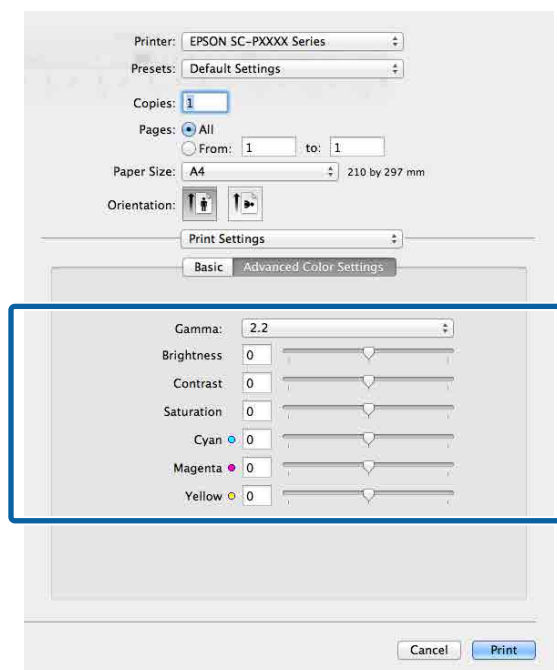 Printer: EPSON SC-PXXXX Series
Presets: Default Settings
Copies: 1
Pages: All
From: 1 to: 1
Paper Size: A4 210 by 297 mm
Orientation:
Print Settings
Basic Advanced Color Settings
Gamma: 2.2
Brightness 0
Contrast 0
Saturation 0
Cyan 0
Magenta 0
Yellow 0
Cancel Print